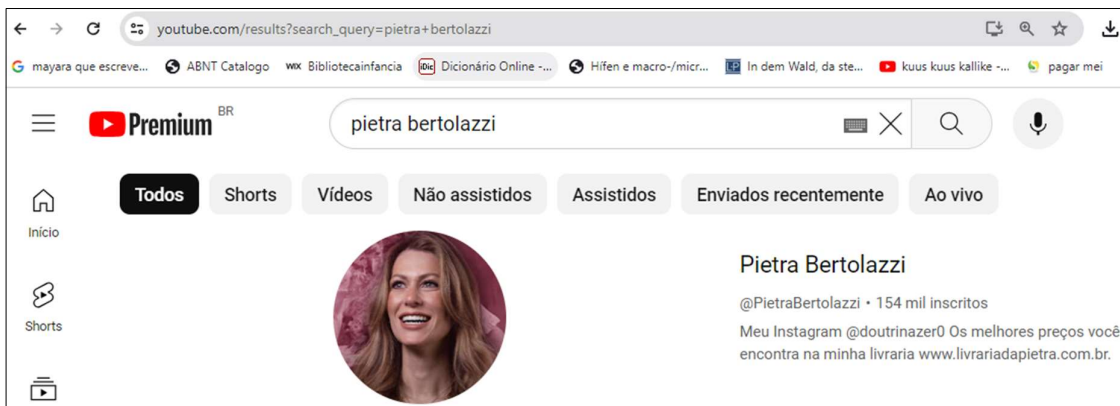 youtube.com/results?search_query=pietra+bertolazzi
mayara que escreve... ABNT Catalogo WIX Bibliotecainfancia iDic Dicionário Online -... Hífen e macro-/micr... In dem Wald, da ste... kuus kuus kallike -... pagar mei
Premium BR
pietra bertolazzi
Todos Shorts Vídeos Não assistidos Assistidos Enviados recentemente Ao vivo
Início
Shorts
Pietra Bertolazzi
@PietraBertolazzi • 154 mil inscritos
Meu Instagram @doutrinazer0 Os melhores preços você
encontra na minha livraria www.livrariadapietra.com.br.